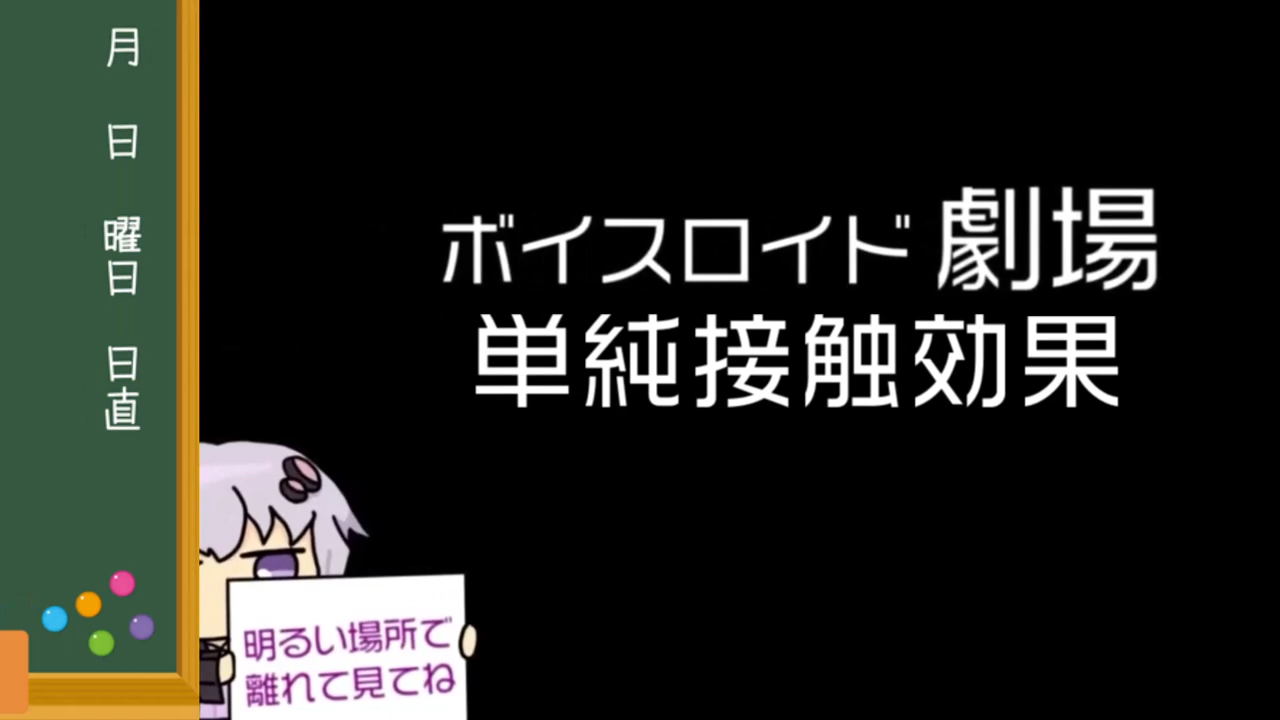 月 日 曜日 日直
ボイスロイド劇場
単純接触効果
明るい場所で
離れて見てね